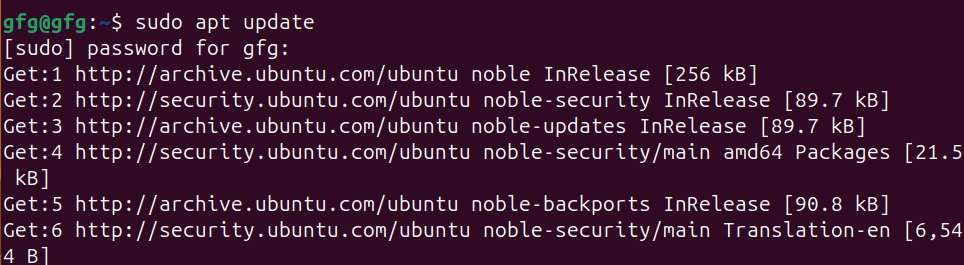 gfg@gfg:~$ sudo apt update
[sudo] password for gfg:
Get:1 http://archive.ubuntu.com/ubuntu noble InRelease [256 kB]
Get:2 http://security.ubuntu.com/ubuntu noble-security InRelease [89.7 kB]
Get:3 http://archive.ubuntu.com/ubuntu noble-updates InRelease [89.7 kB]
Get:4 http://security.ubuntu.com/ubuntu noble-security/main amd64 Packages [21.5
 kB]
Get:5 http://archive.ubuntu.com/ubuntu noble-backports InRelease [90.8 kB]
Get:6 http://security.ubuntu.com/ubuntu noble-security/main Translation-en [6,54
4 B]